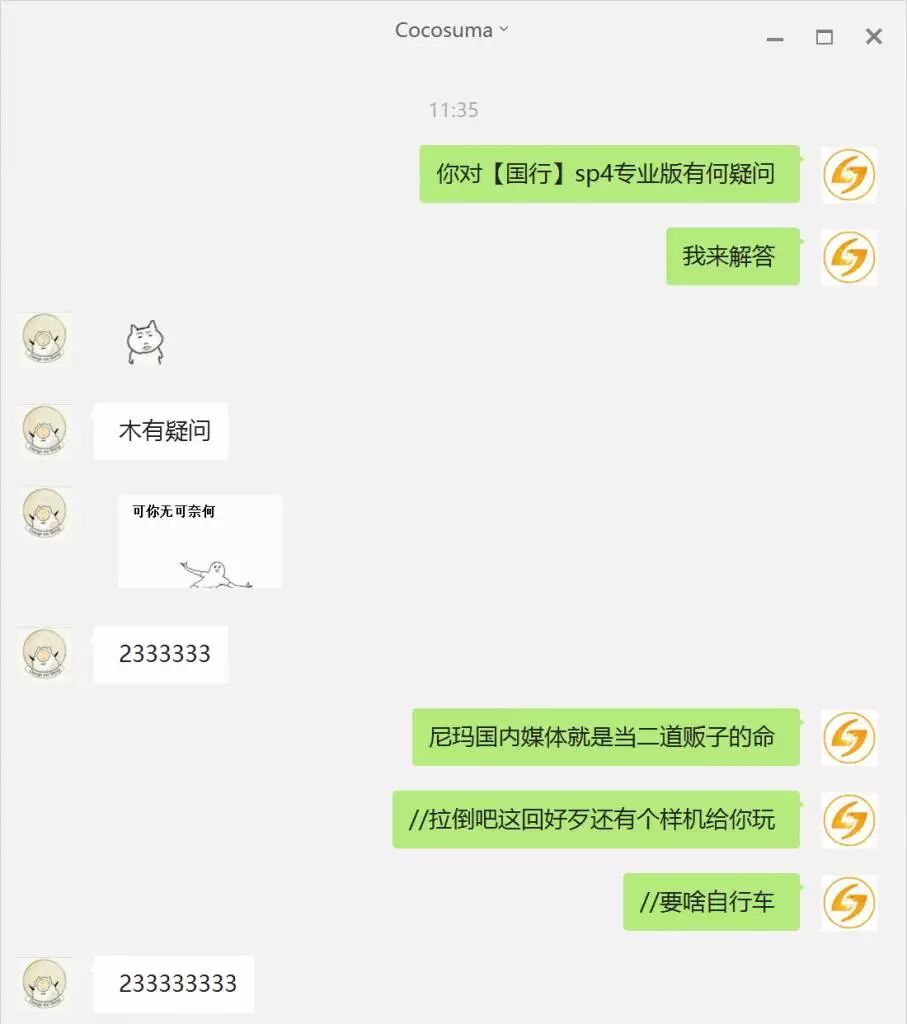 Cocosuma
11:35
你对【国行】sp4专业版有何疑问
我来解答
木有疑问
可你无可奈何
2333333
尼玛国内媒体就是当二道贩子的命
//拉倒吧这回好歹还有个样机给你玩
//要啥自行车
233333333